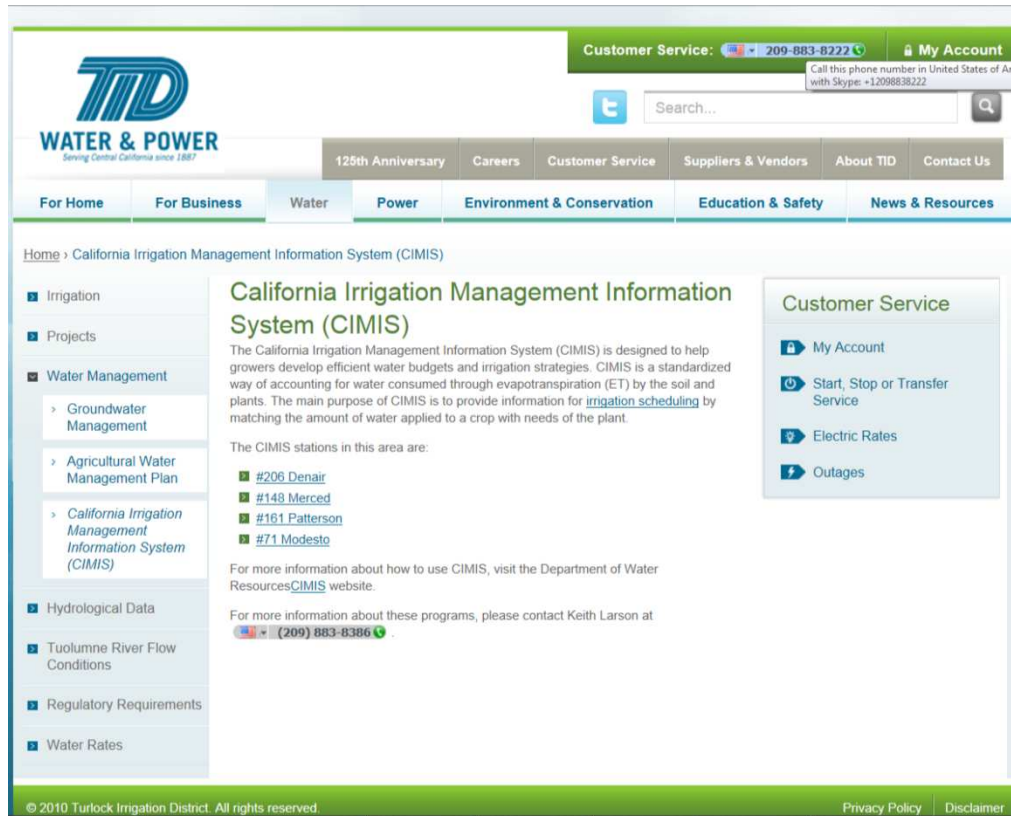 Customer Service: 209-883-8222 My Account
Call this phone number in United States of
with Skype: +12098838222
TID
WATER & POWER
Serving Central California since 1887
Search...
125th Anniversary Careers Customer Service Suppliers & Vendors About TID Contact Us
For Home For Business Water Power Environment & Conservation Education & Safety News & Resources
Home › California Irrigation Management Information System (CIMIS)
Irrigation
Projects
Water Management
› Groundwater
Management
› Agricultural Water
Management Plan
› California Irrigation
Management
Information System
(CIMIS)
Hydrological Data
Tuolumne River Flow
Conditions
Regulatory Requirements
Water Rates
California Irrigation Management Information
System (CIMIS)
The California Irrigation Management Information System (CIMIS) is designed to help
growers develop efficient water budgets and irrigation strategies. CIMIS is a standardized
way of accounting for water consumed through evapotranspiration (ET) by the soil and
plants. The main purpose of CIMIS is to provide information for irrigation scheduling by
matching the amount of water applied to a crop with needs of the plant.
The CIMIS stations in this area are:
#206 Denair
#148 Merced
#161 Patterson
#71 Modesto
For more information about how to use CIMIS, visit the Department of Water
ResourcesCIMIS website.
For more information about these programs, please contact Keith Larson at
(209) 883-8386 .
Customer Service
My Account
Start, Stop or Transfer
Service
Electric Rates
Outages
© 2010 Turlock Irrigation District. All rights reserved.
Privacy Policy Disclaimer